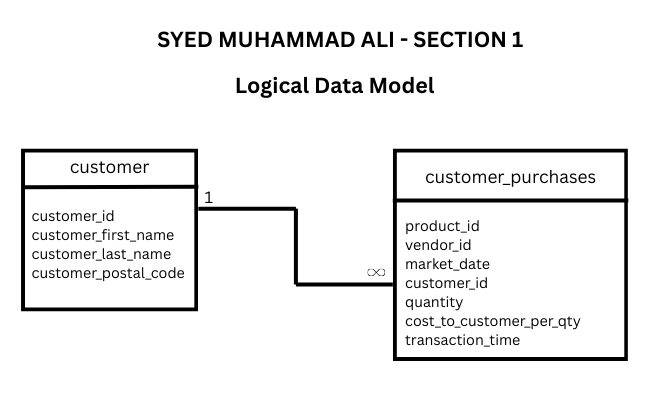 SYED MUHAMMAD ALI - SECTION 1
Logical Data Model
customer
customer_id
customer_first_name
customer_last_name
customer_postal_code
1
∞
customer_purchases
product_id
vendor_id
market_date
customer_id
quantity
cost_to_customer_per_qty
transaction_time